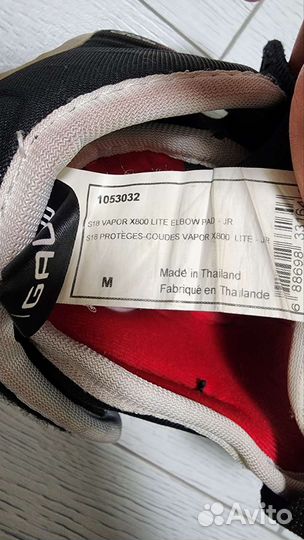 1053032
S18 VAPOR X800 LITE ELBOW PAD - JR
S18 PROTÈGES-COUDES VAPOR X800 LITE - JR
M
Made in Thailand
Fabriqué en Thaïlande
Avito